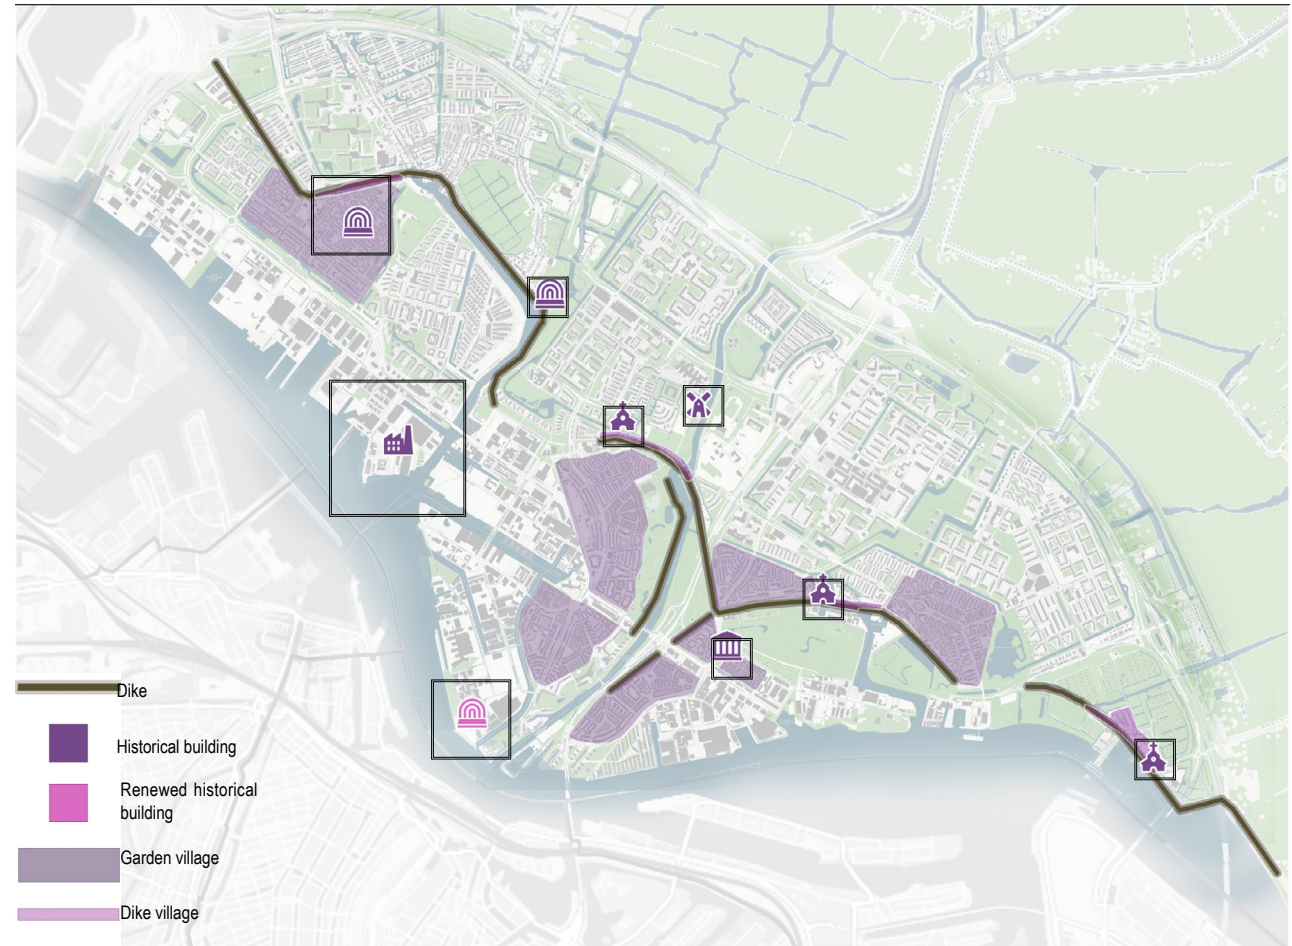 Dike
Historical building
Renewed historical
building
Garden village
Dike village